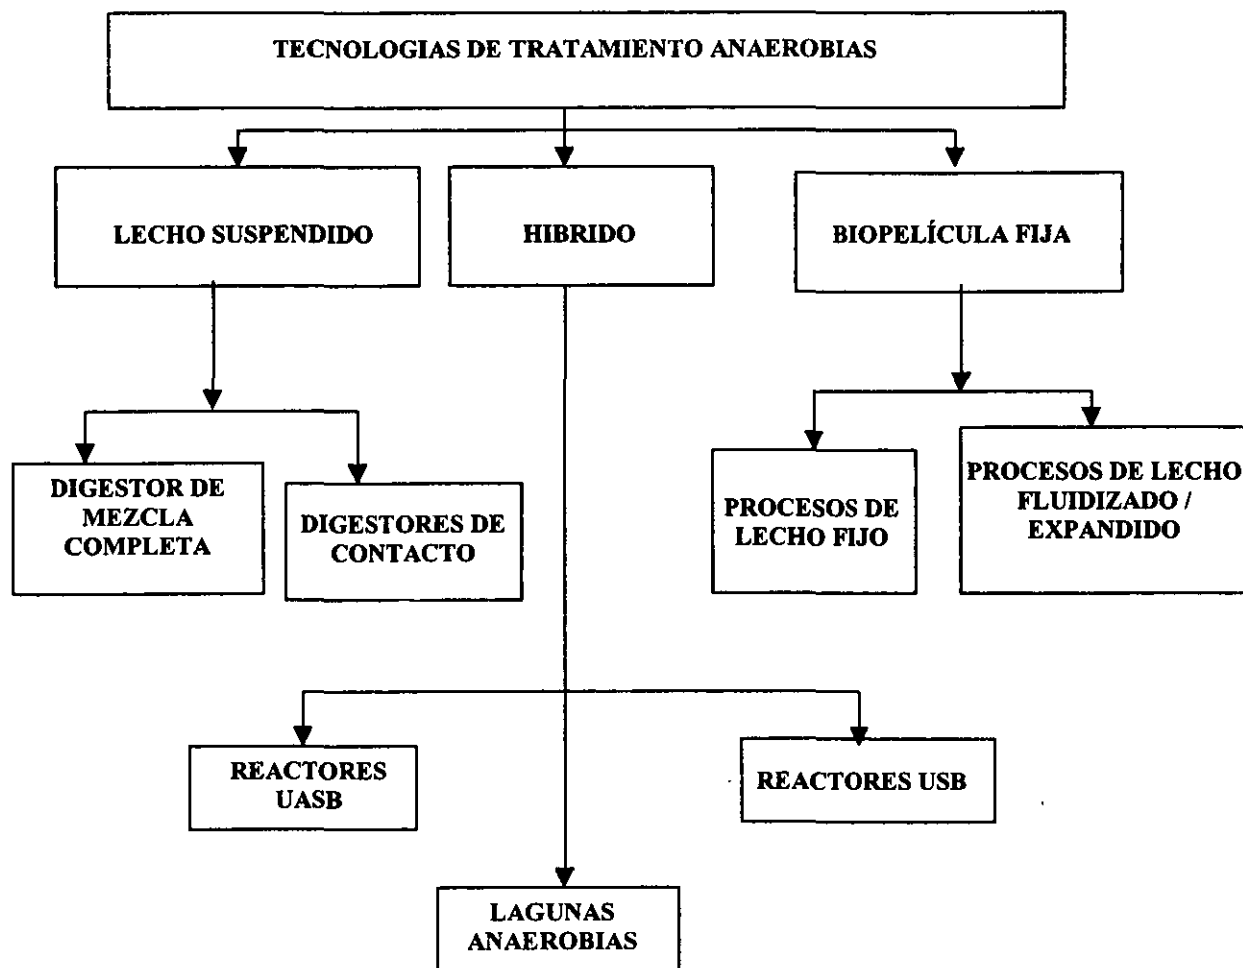 TECNOLOGIAS DE TRATAMIENTO ANAEROBIAS
LECHO SUSPENDIDO
HIBRIDO
BIOPELÍCULA FIJA
DIGESTOR DE
MEZCLA
COMPLETA
DIGESTORES DE
CONTACTO
PROCESOS DE
LECHO FIJO
PROCESOS DE LECHO
FLUIDIZADO /
EXPANDIDO
REACTORES
UASB
REACTORES USB
LAGUNAS
ANAEROBIAS